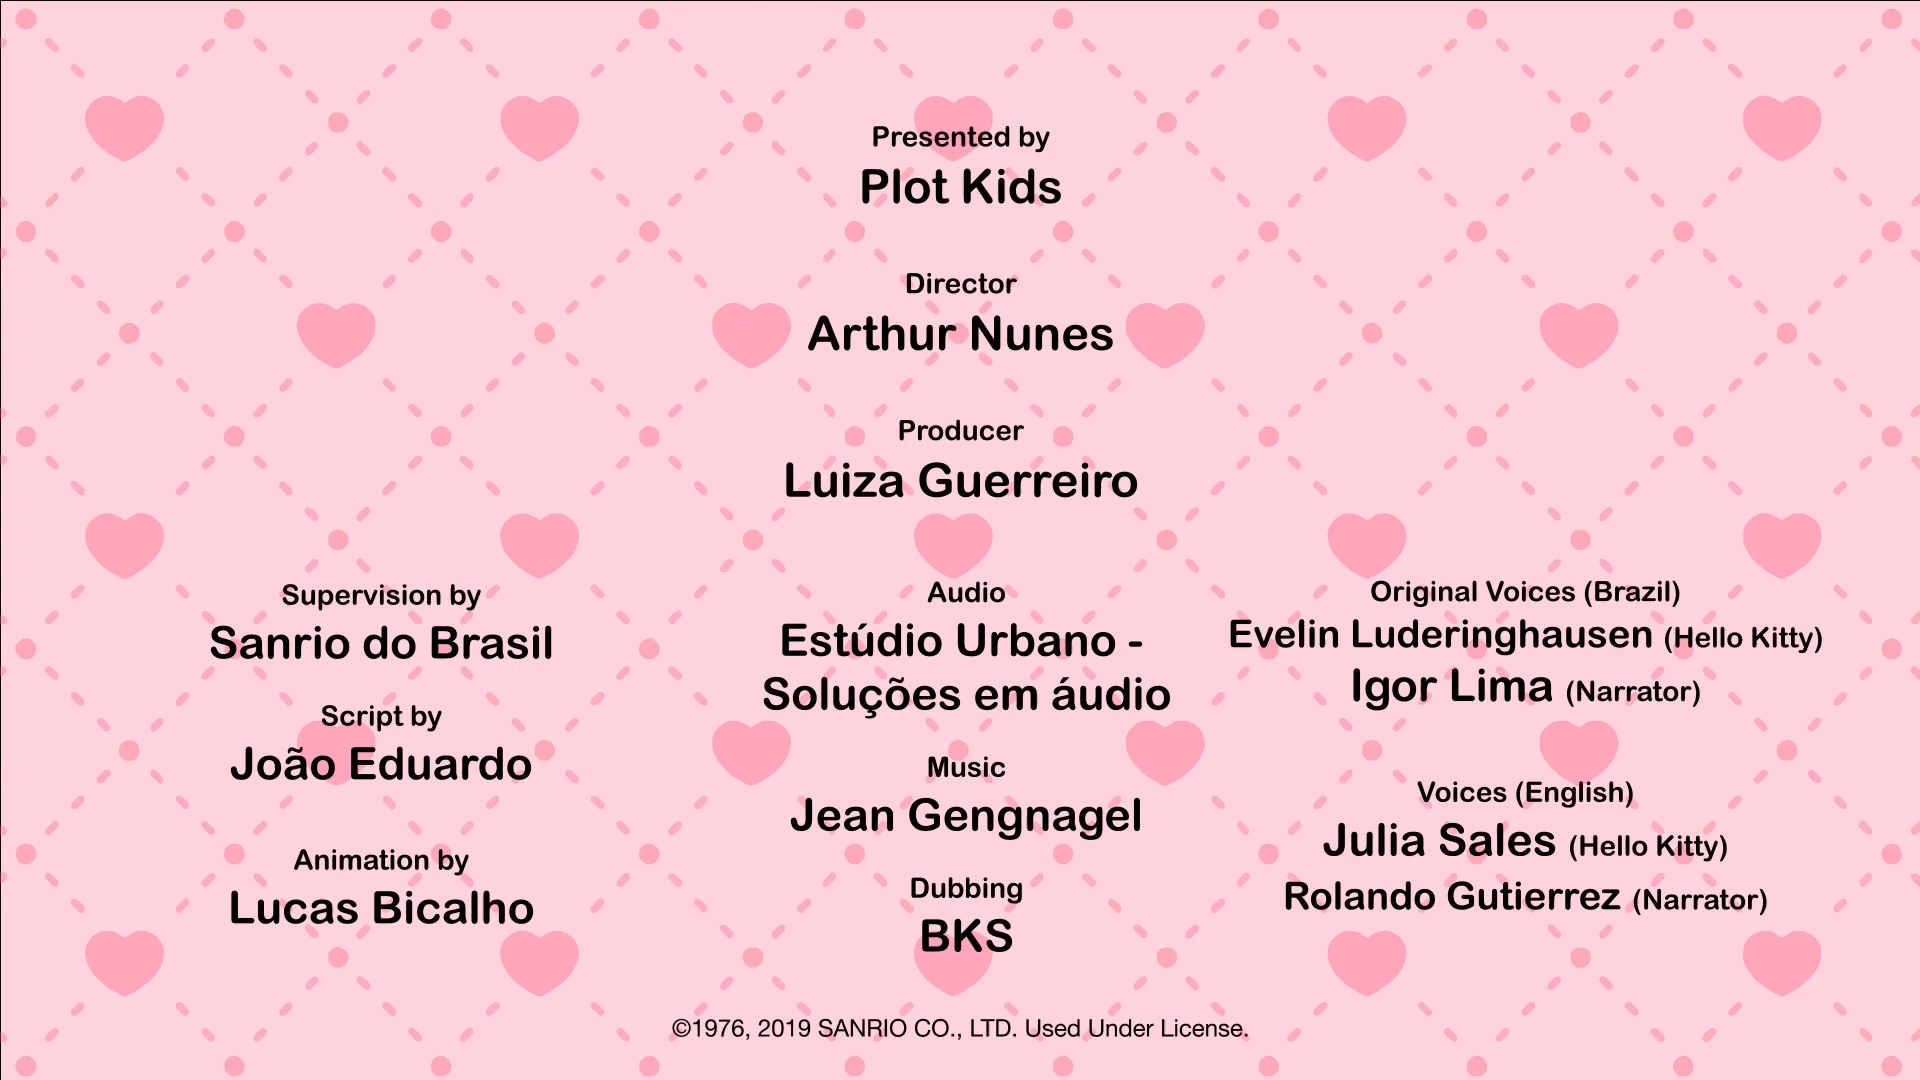 Presented by
Plot Kids
Director
Arthur Nunes
Producer
Luiza Guerreiro
Supervision by
Sanrio do Brasil
Script by
João Eduardo
Animation by
Lucas Bicalho
Audio
Estúdio Urbano -
Soluções em áudio
Music
Jean Gengnagel
Dubbing
BKS
Original Voices (Brazil)
Evelin Luderinghausen (Hello Kitty)
Igor Lima (Narrator)
Voices (English)
Julia Sales (Hello Kitty)
Rolando Gutierrez (Narrator)
©1976, 2019 SANRIO CO., LTD. Used Under License.